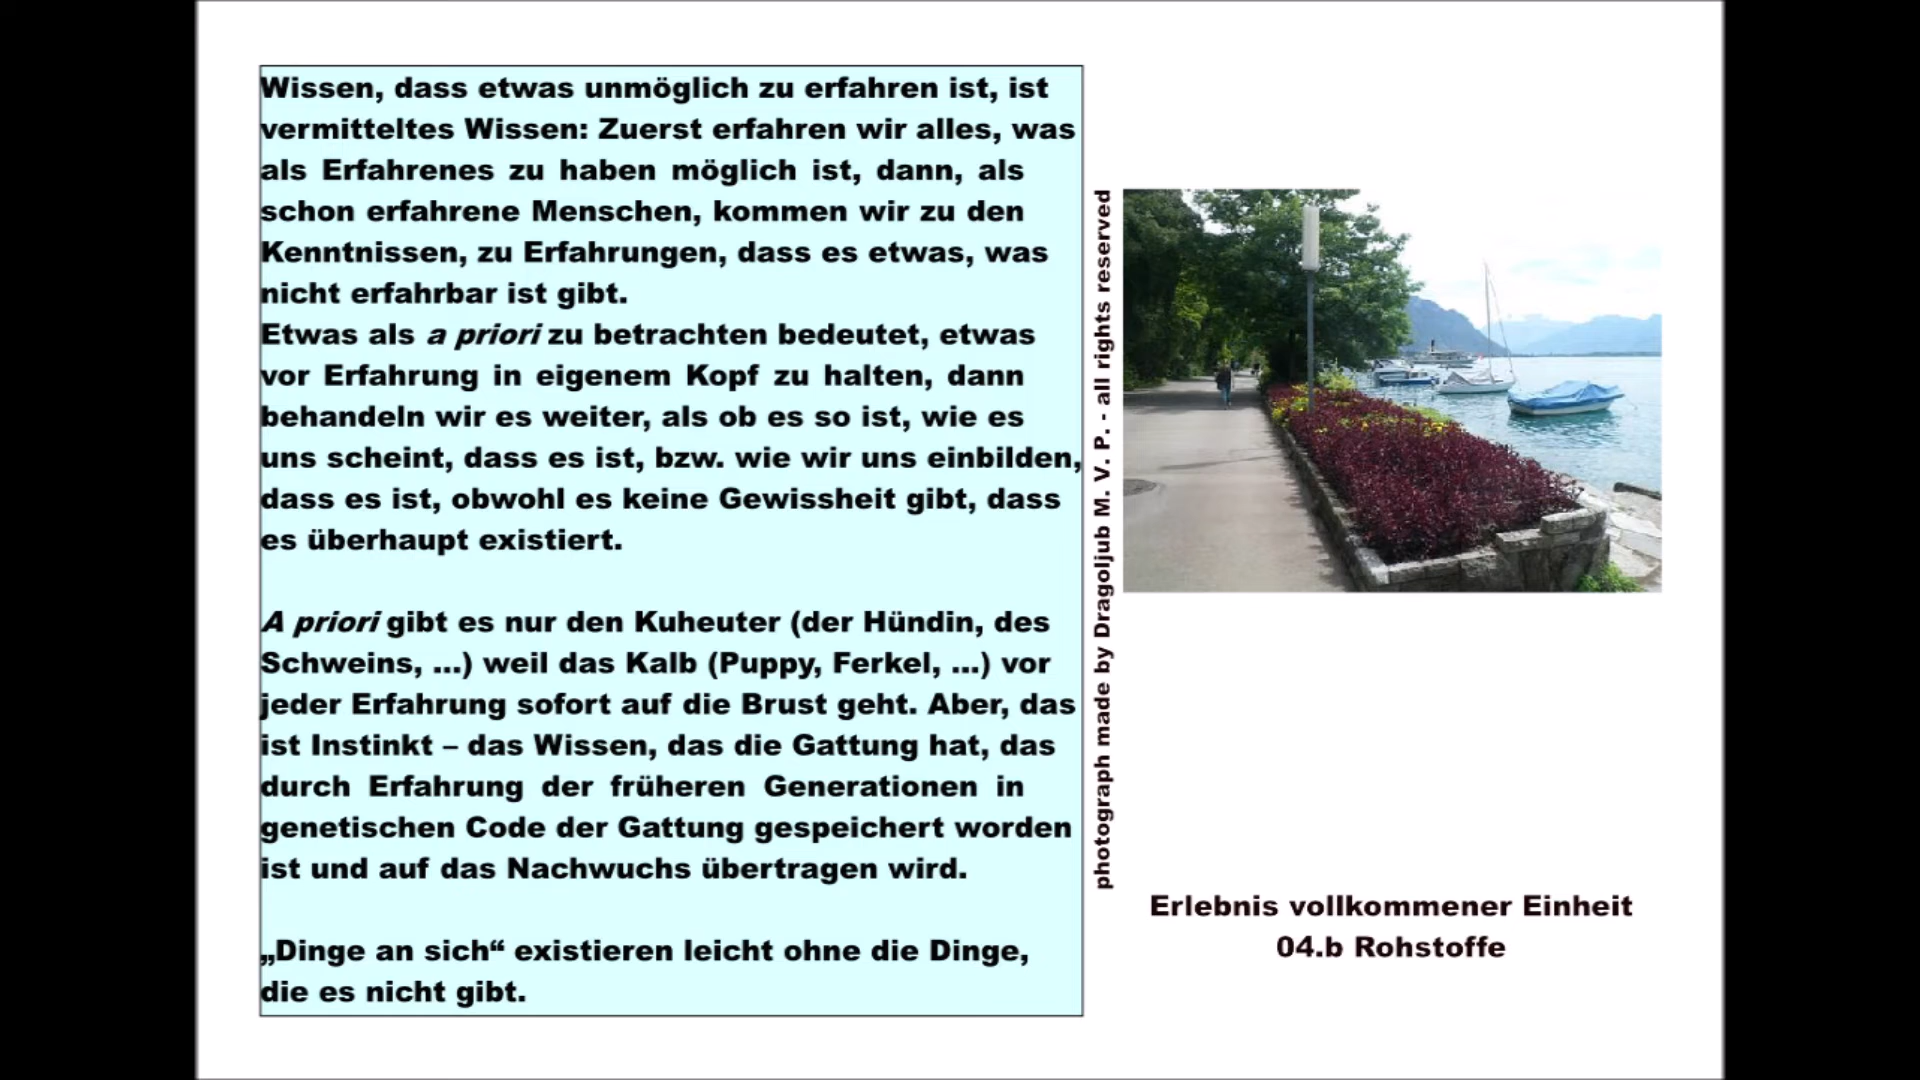 Wissen, dass etwas unmöglich zu erfahren ist, ist
vermitteltes Wissen: Zuerst erfahren wir alles, was
als Erfahrenes zu haben möglich ist, dann, als
schon erfahrene Menschen, kommen wir zu den
Kenntnissen, zu Erfahrungen, dass es etwas, was
nicht erfahrbar ist gibt.
Etwas als a priori zu betrachten bedeutet, etwas
vor Erfahrung in eigenem Kopf zu halten, dann
behandeln wir es weiter, als ob es so ist, wie es
uns scheint, dass es ist, bzw. wie wir uns einbilden,
dass es ist, obwohl es keine Gewissheit gibt, dass
es überhaupt existiert.
A priori gibt es nur den Kuheuter (der Hündin, des
Schweins, ...) weil das Kalb (Puppy, Ferkel, ...) vor
jeder Erfahrung sofort auf die Brust geht. Aber, das
ist Instinkt – das Wissen, das die Gattung hat, das
durch Erfahrung der früheren Generationen in
genetischen Code der Gattung gespeichert worden
ist und auf das Nachwuchs übertragen wird.
„Dinge an sich“ existieren leicht ohne die Dinge,
die es nicht gibt.
photograph made by Dragoljub M. V. P. - all rights reserved
Erlebnis vollkommener Einheit
04.b Rohstoffe